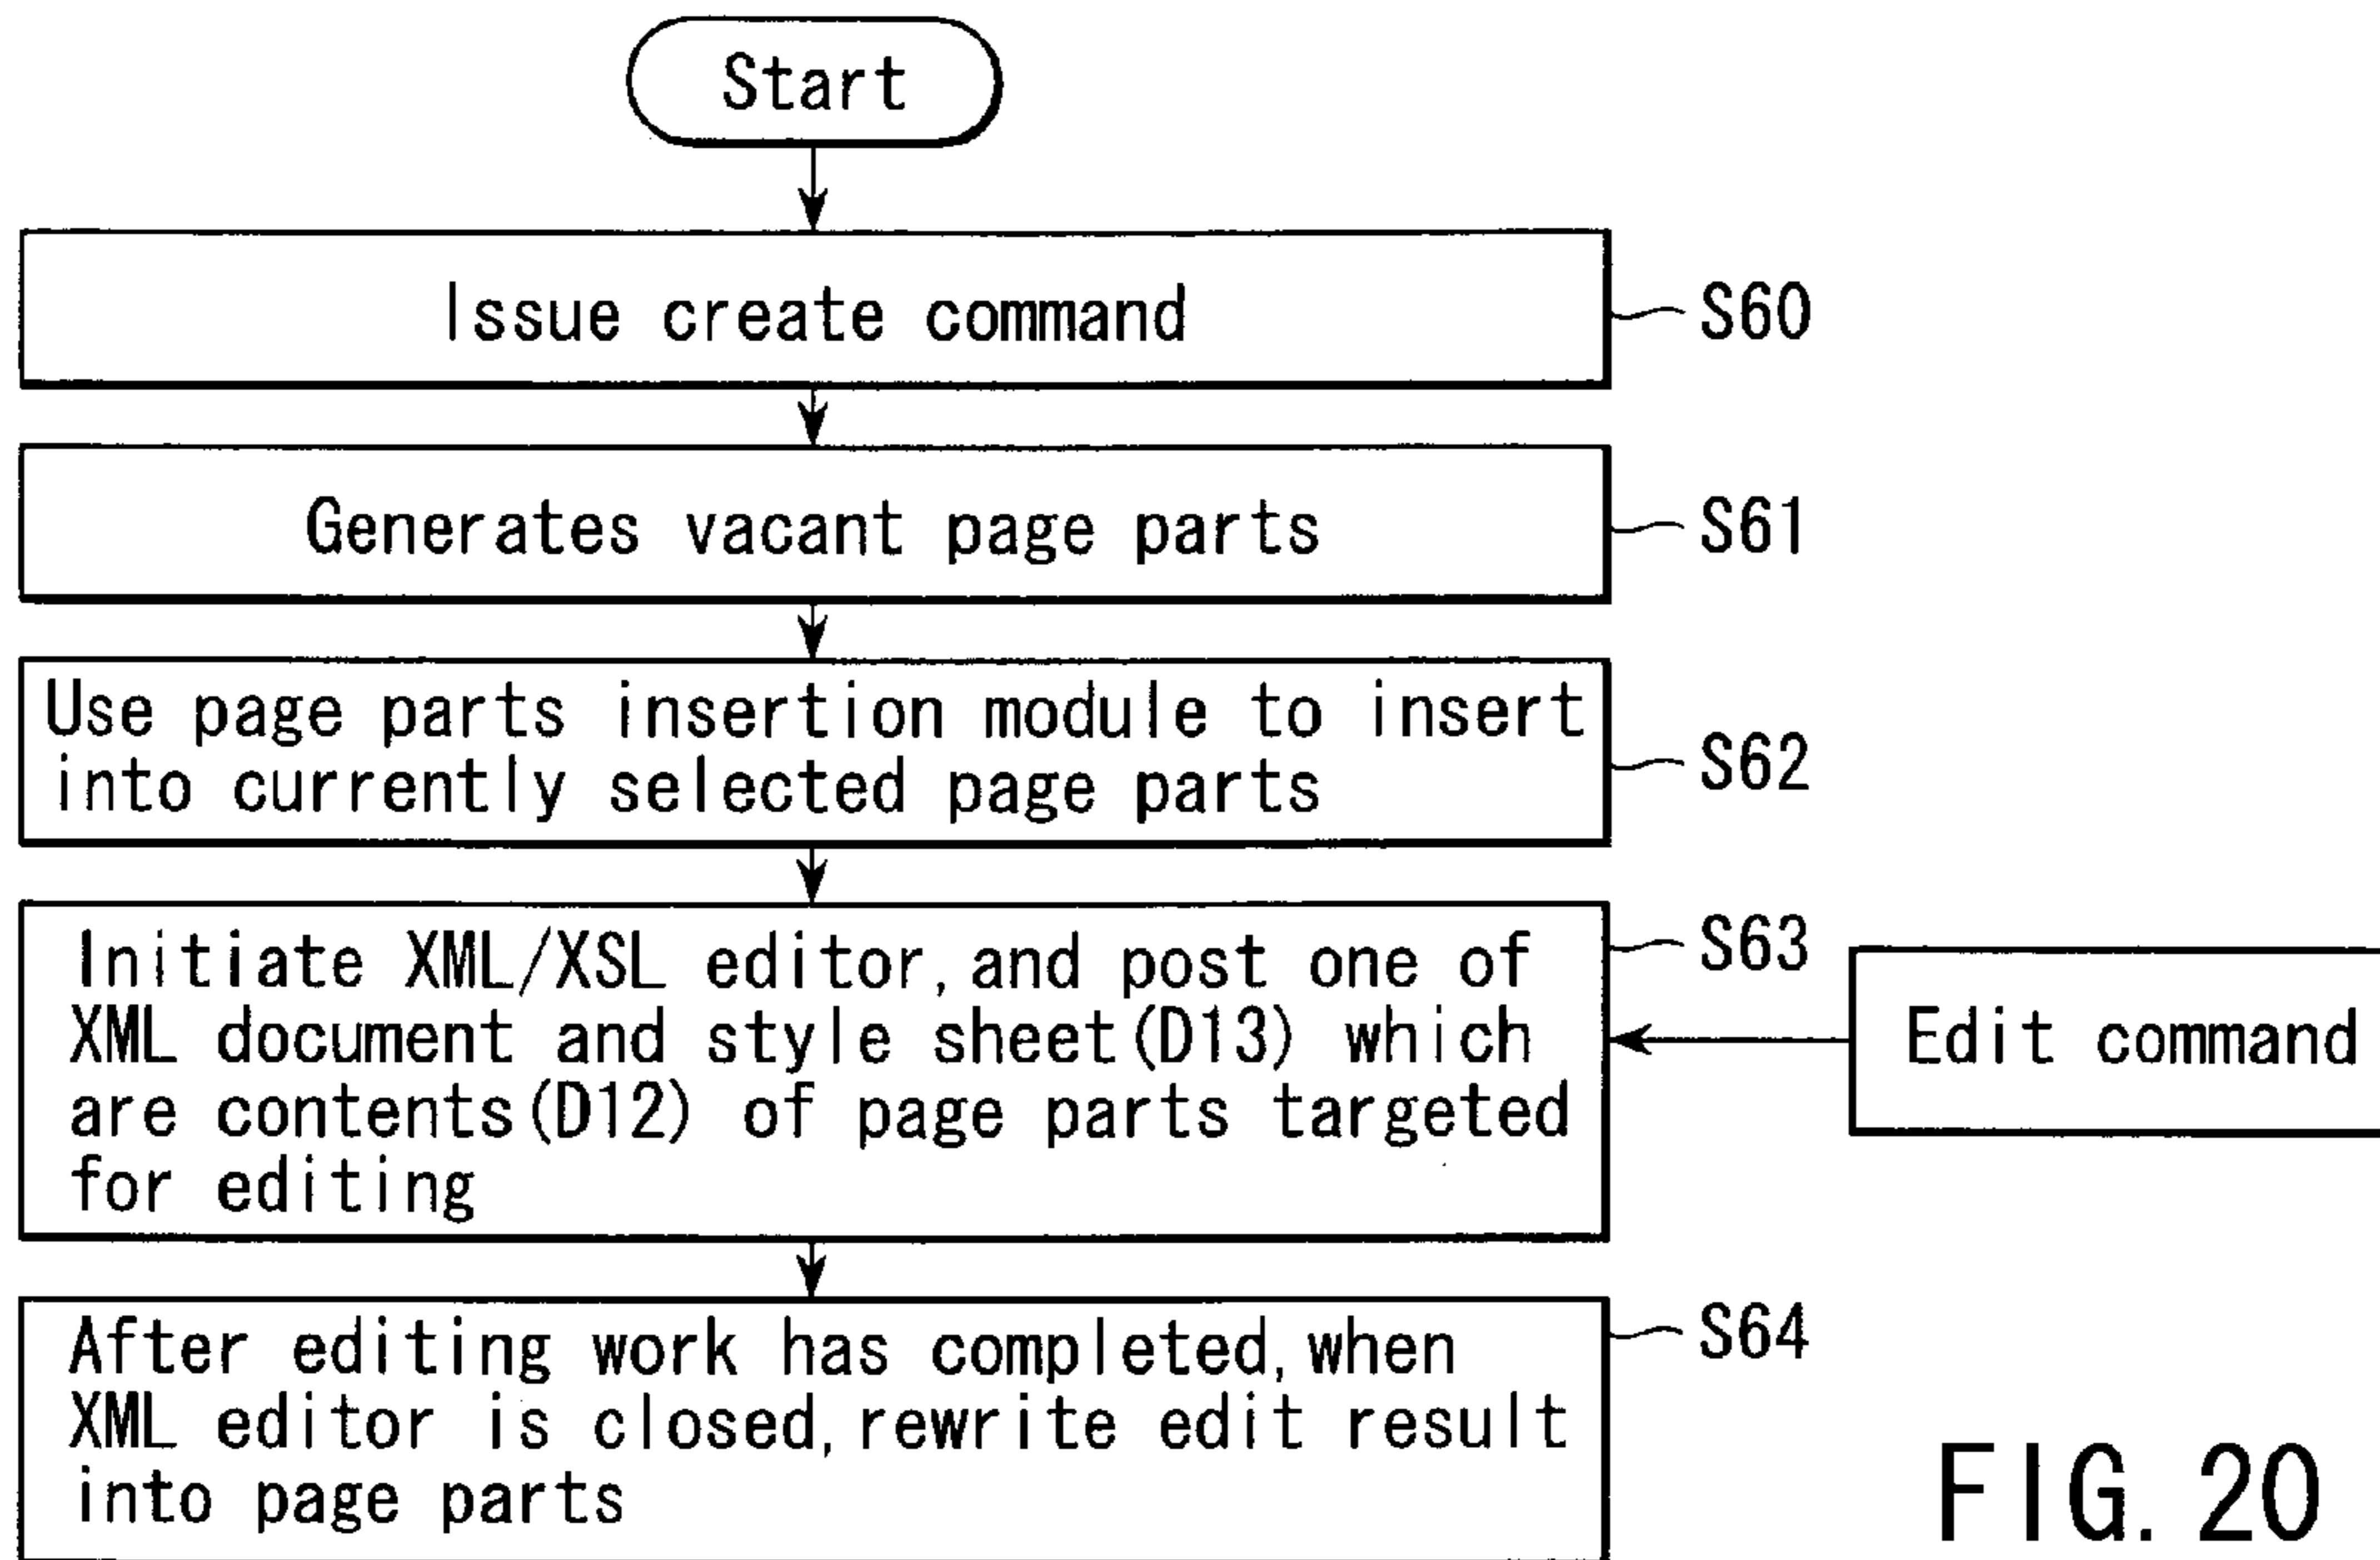 Start
Issue create command
S60
Generates vacant page parts
S61
Use page parts insertion module to insert
into currently selected page parts
S62
Initiate XML/XSL editor, and post one of
XML document and style sheet(D13) which
are contents(D12) of page parts targeted
for editing
S63
Edit command
After editing work has completed, when
XML editor is closed, rewrite edit result
into page parts
S64
FIG. 20